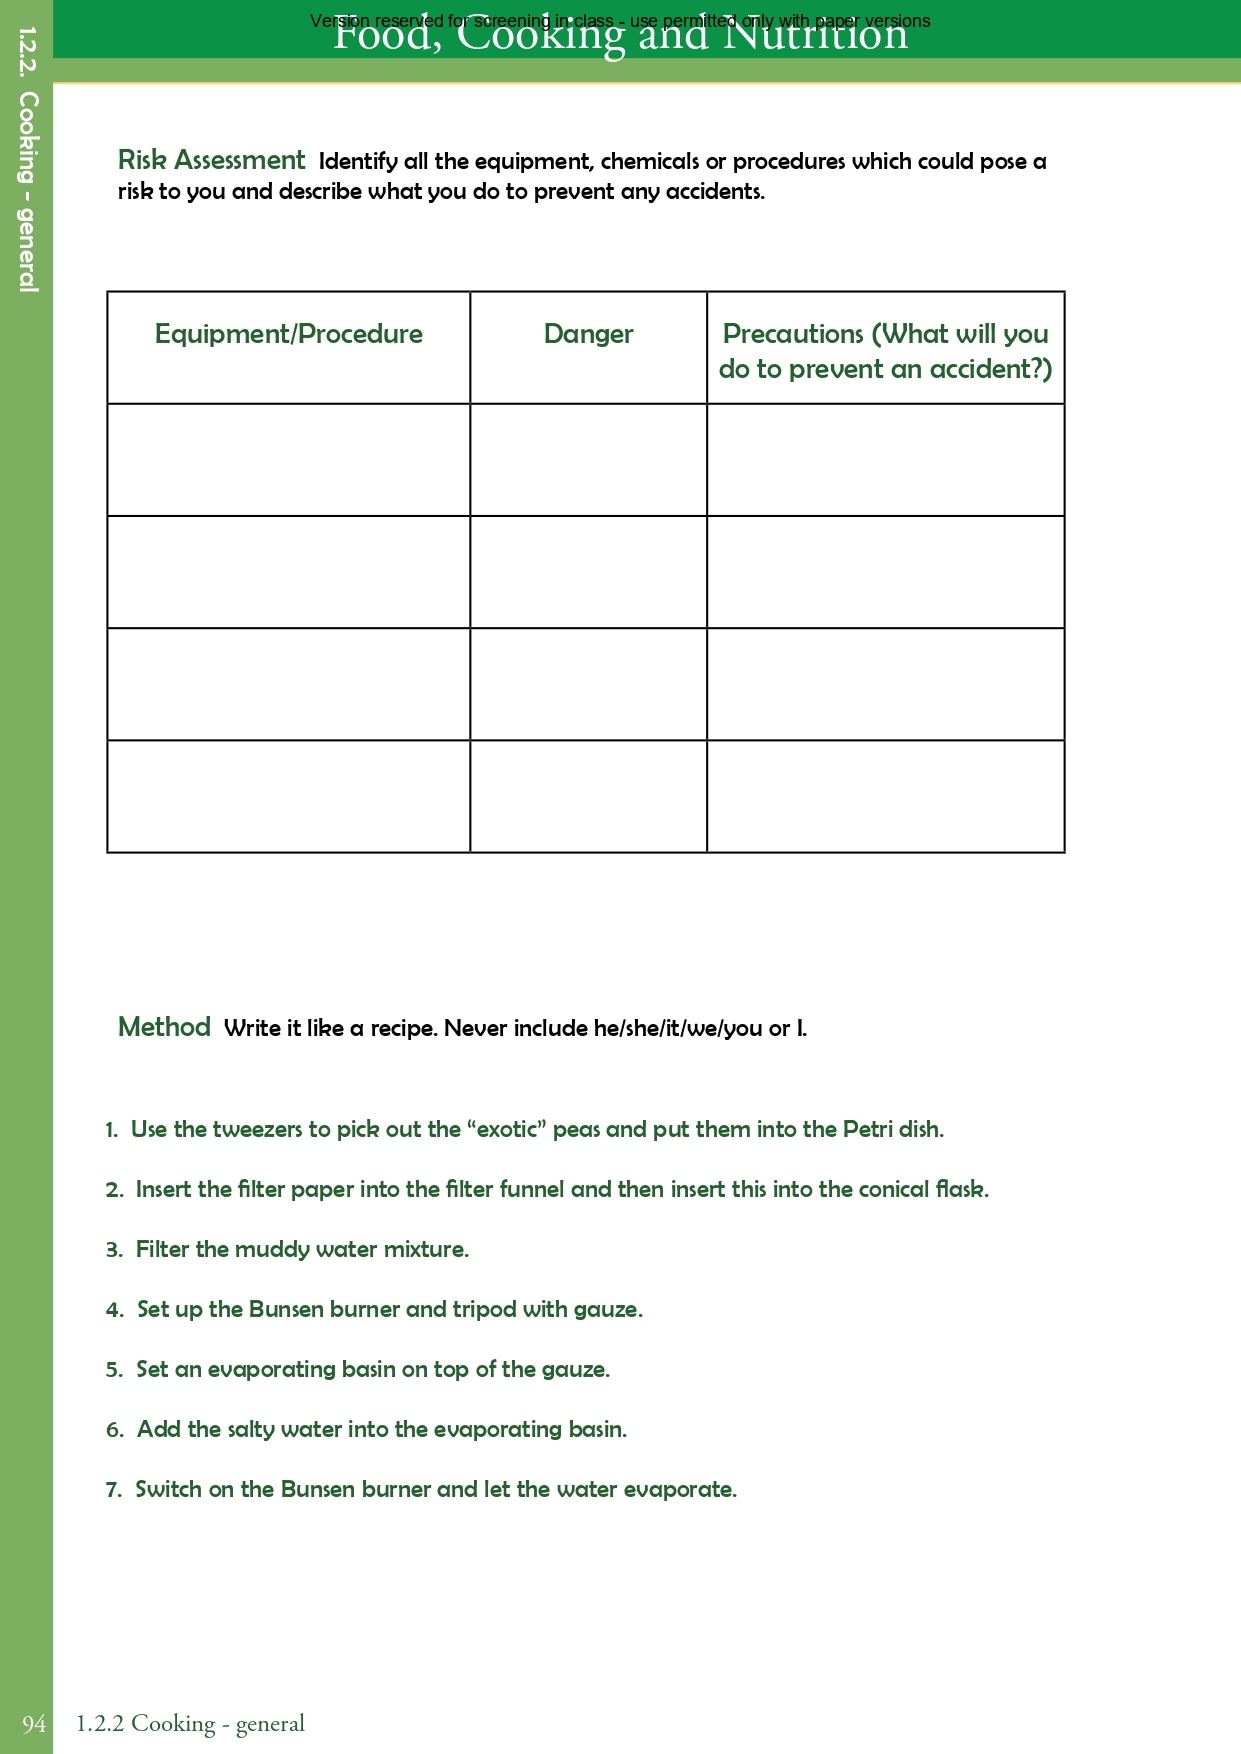 Version reserved for screening in class - use permitted only with paper versions
Food, Cooking and Nutrition
1.2.2. Cooking - general
Risk Assessment Identify all the equipment, chemicals or procedures which could pose a
risk to you and describe what you do to prevent any accidents.
Equipment/Procedure
Danger
Precautions (What will you
do to prevent an accident?)
Method Write it like a recipe. Never include he/she/it/we/you or I.
1. Use the tweezers to pick out the “exotic” peas and put them into the Petri dish.
2. Insert the filter paper into the filter funnel and then insert this into the conical flask.
3. Filter the muddy water mixture.
4. Set up the Bunsen burner and tripod with gauze.
5. Set an evaporating basin on top of the gauze.
6. Add the salty water into the evaporating basin.
7. Switch on the Bunsen burner and let the water evaporate.
94 1.2.2 Cooking - general